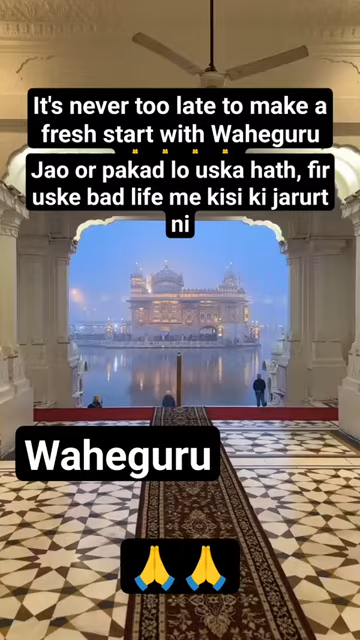 It's never too late to make a
fresh start with Waheguru
Jao or pakad lo uska hath, fir
uske bad life me kisi ki jarurt
ni
Waheguru
🙏🙏